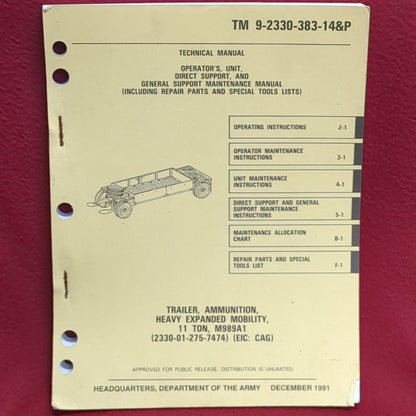 TM 9-2330-383-14&P
TECHNICAL MANUAL
OPERATOR'S, UNIT,
DIRECT SUPPORT, AND
GENERAL SUPPORT MAINTENANCE MANUAL
(INCLUDING REPAIR PARTS AND SPECIAL TOOLS LISTS)
OPERATING INSTRUCTIONS 2-1
OPERATOR MAINTENANCE
INSTRUCTIONS 3-1
UNIT MAINTENANCE
INSTRUCTIONS 4-1
DIRECT SUPPORT AND GENERAL
SUPPORT MAINTENANCE
INSTRUCTIONS 5-1
MAINTENANCE ALLOCATION
CHART B-1
REPAIR PARTS AND SPECIAL
TOOLS LIST F-1
TRAILER, AMMUNITION,
HEAVY EXPANDED MOBILITY,
11 TON, M989A1
(2330-01-275-7474) (EIC: CAG)
APPROVED FOR PUBLIC RELEASE. DISTRIBUTION IS UNLIMITED.
HEADQUARTERS, DEPARTMENT OF THE ARMY DECEMBER 1991